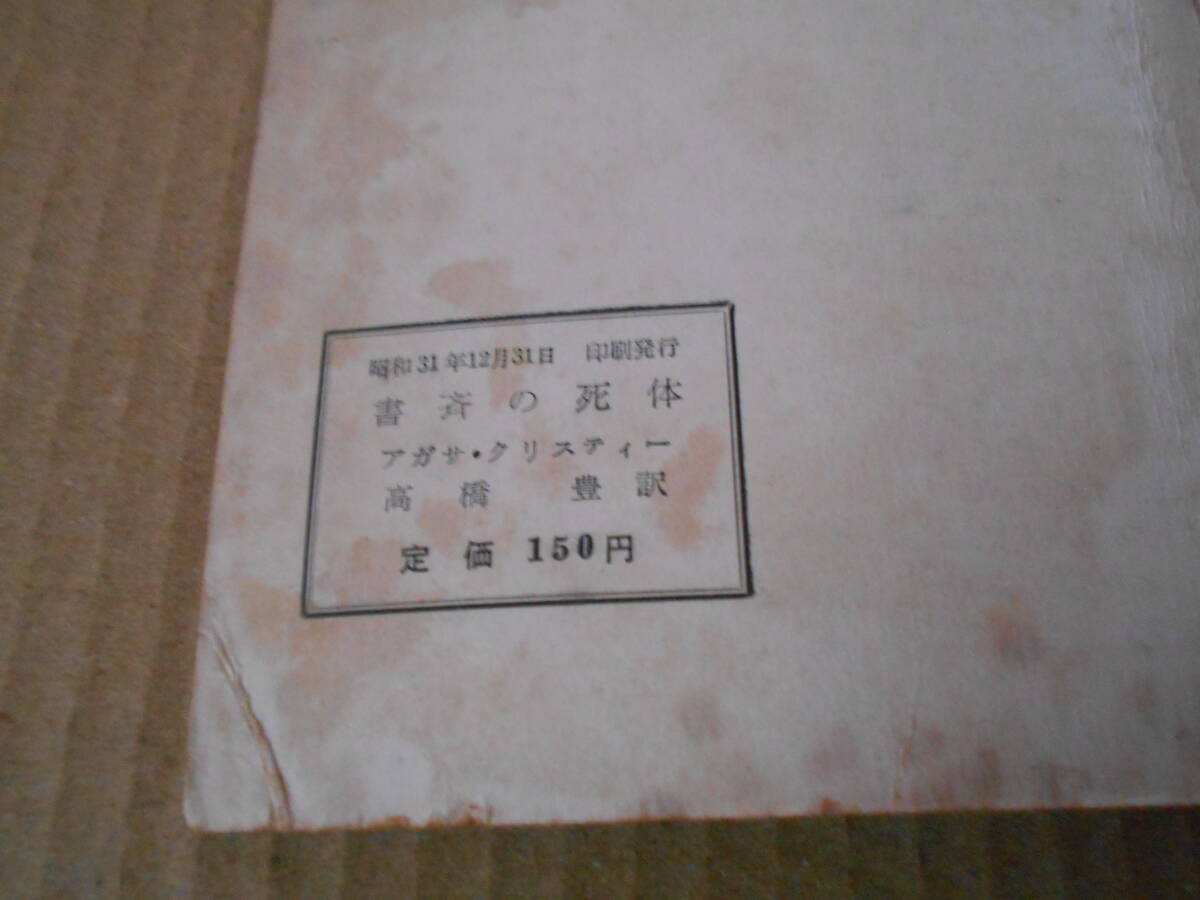 昭和31年12月31日 印刷発行
書斉の死体
アガサ・クリスティー
高橋 豊訳
定価 150円